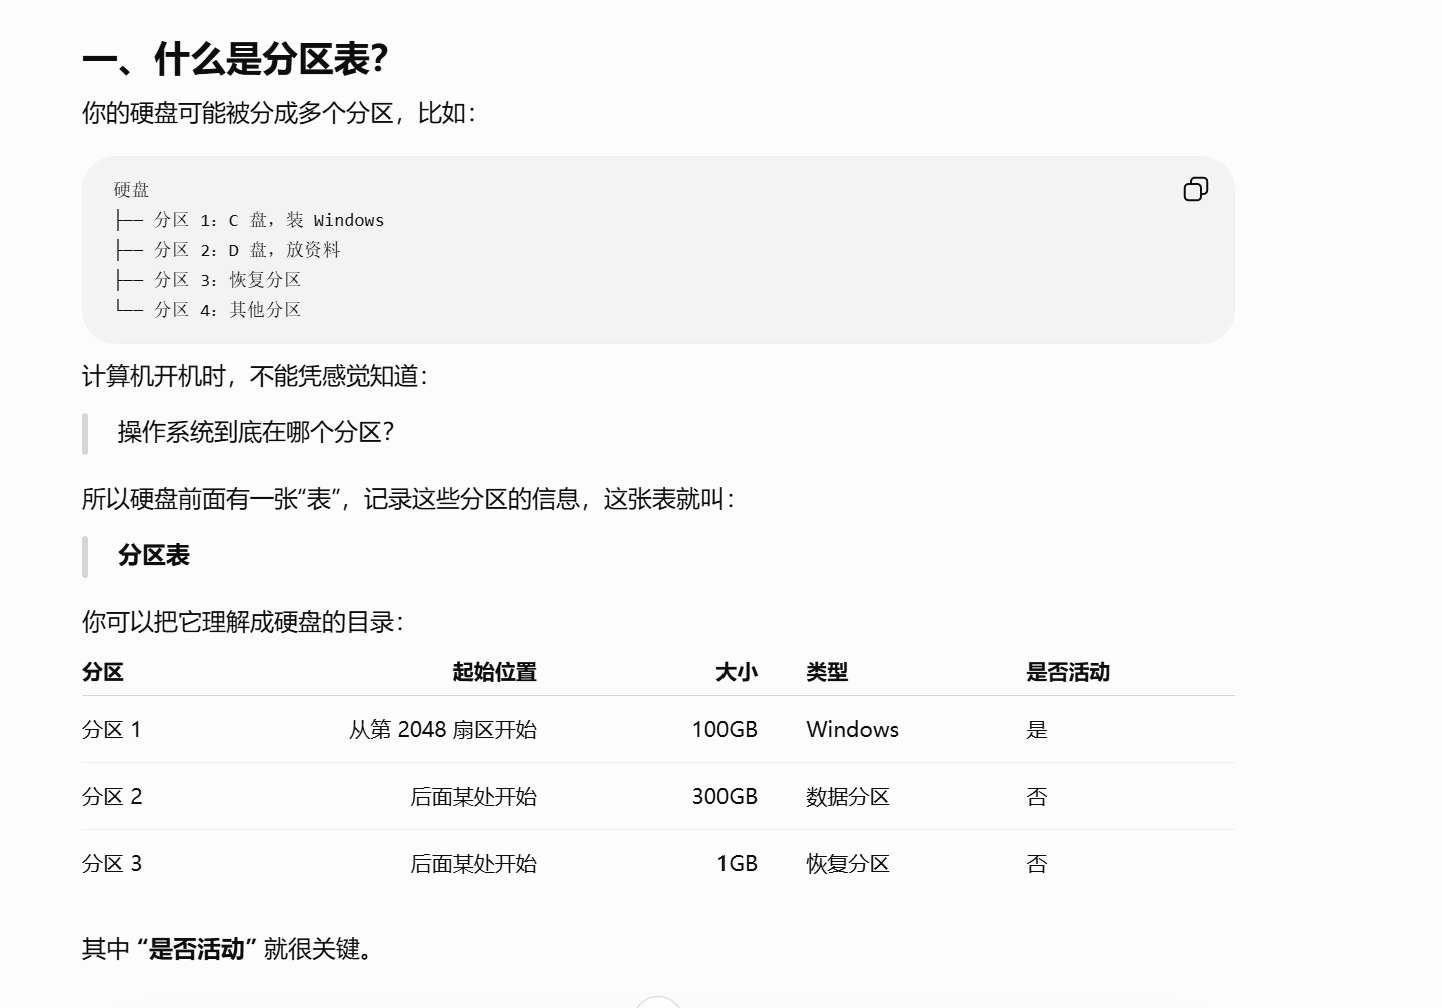 一、什么是分区表？
你的硬盘可能被分成多个分区，比如：
硬盘
├── 分区 1：C 盘，装 Windows
├── 分区 2：D 盘，放资料
├── 分区 3：恢复分区
└── 分区 4：其他分区
计算机开机时，不能凭感觉知道：
操作系统到底在哪个分区？
所以硬盘前面有一张“表”，记录这些分区的信息，这张表就叫：
分区表
你可以把它理解成硬盘的目录：
分区 起始位置 大小 类型 是否活动
分区 1 从第 2048 扇区开始 100GB Windows 是
分区 2 后面某处开始 300GB 数据分区 否
分区 3 后面某处开始 1GB 恢复分区 否
其中 “是否活动” 就很关键。